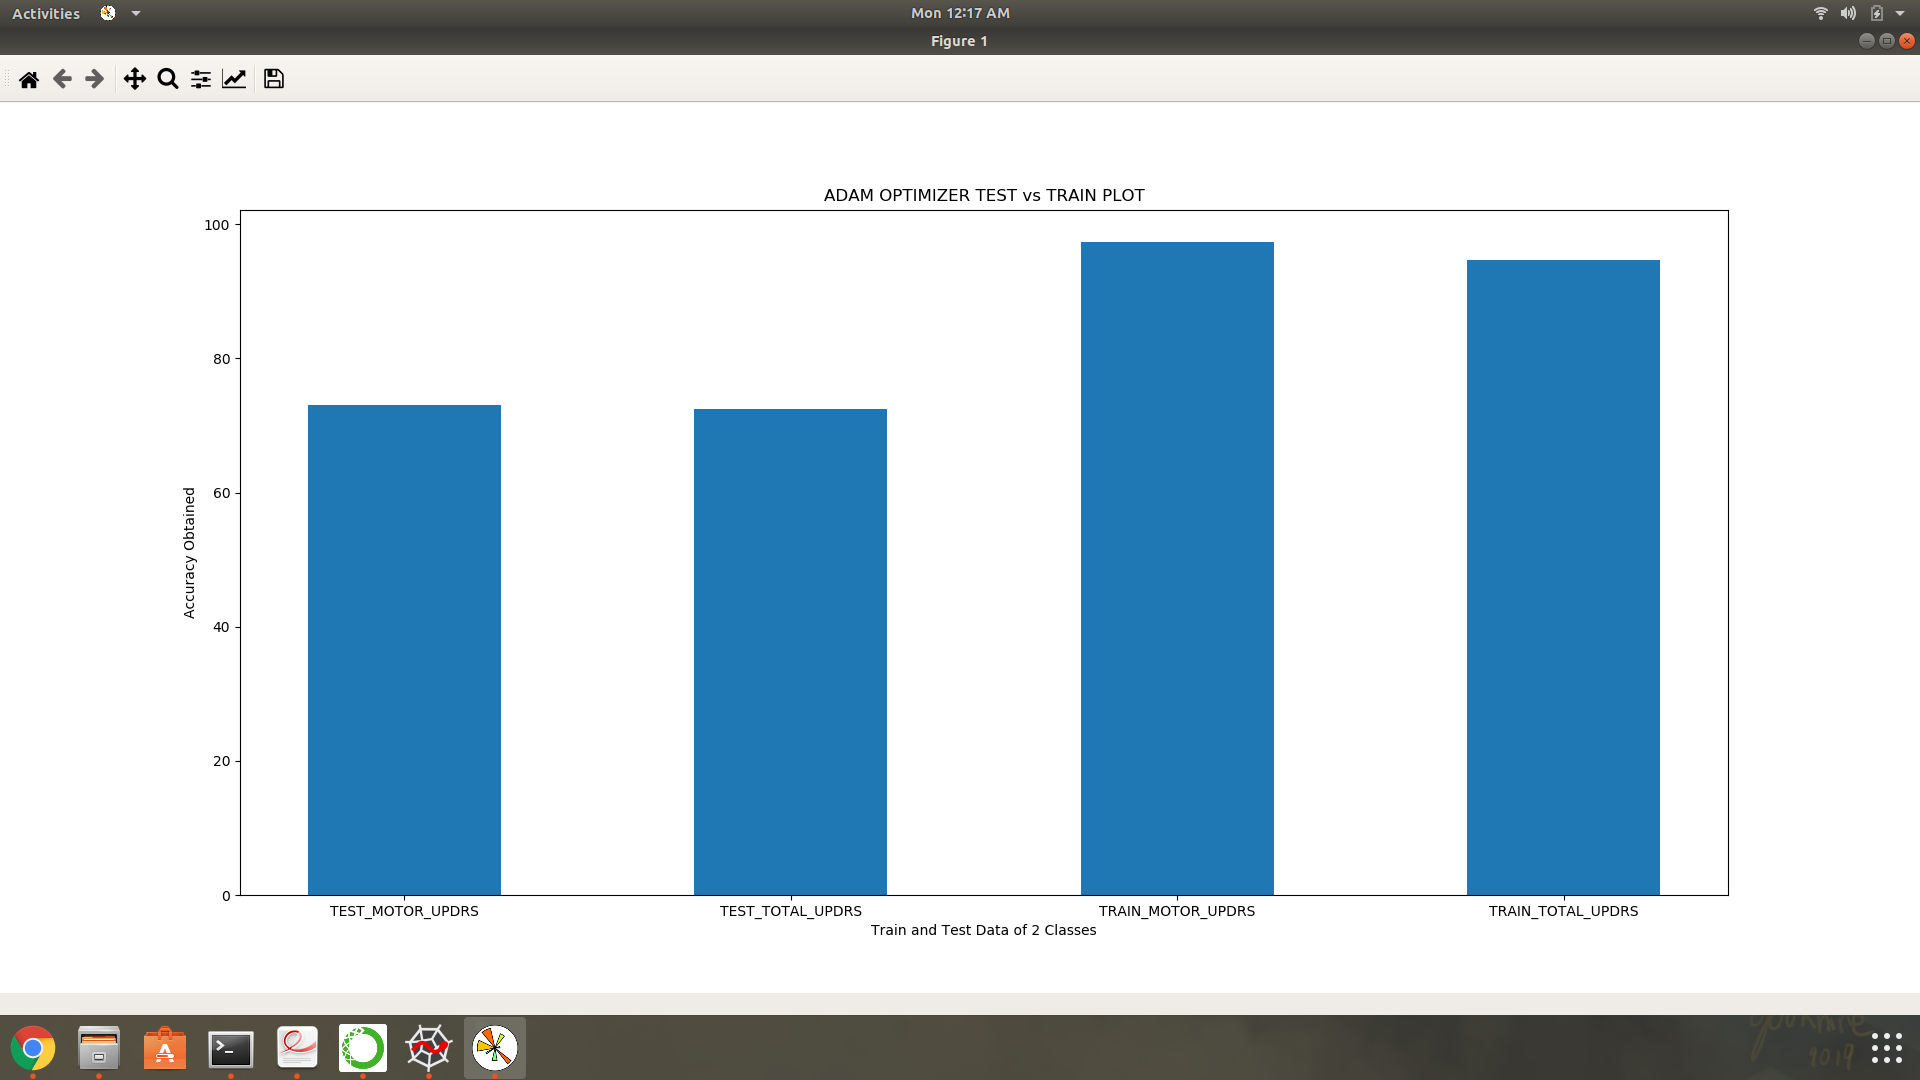 Activities
Mon 12:17 AM
Figure 1
ADAM OPTIMIZER TEST vs TRAIN PLOT
100
80
60
40
20
0
Accuracy Obtained
TEST_MOTOR_UPDRS TEST_TOTAL_UPDRS TRAIN_MOTOR_UPDRS TRAIN_TOTAL_UPDRS
Train and Test Data of 2 Classes
2019